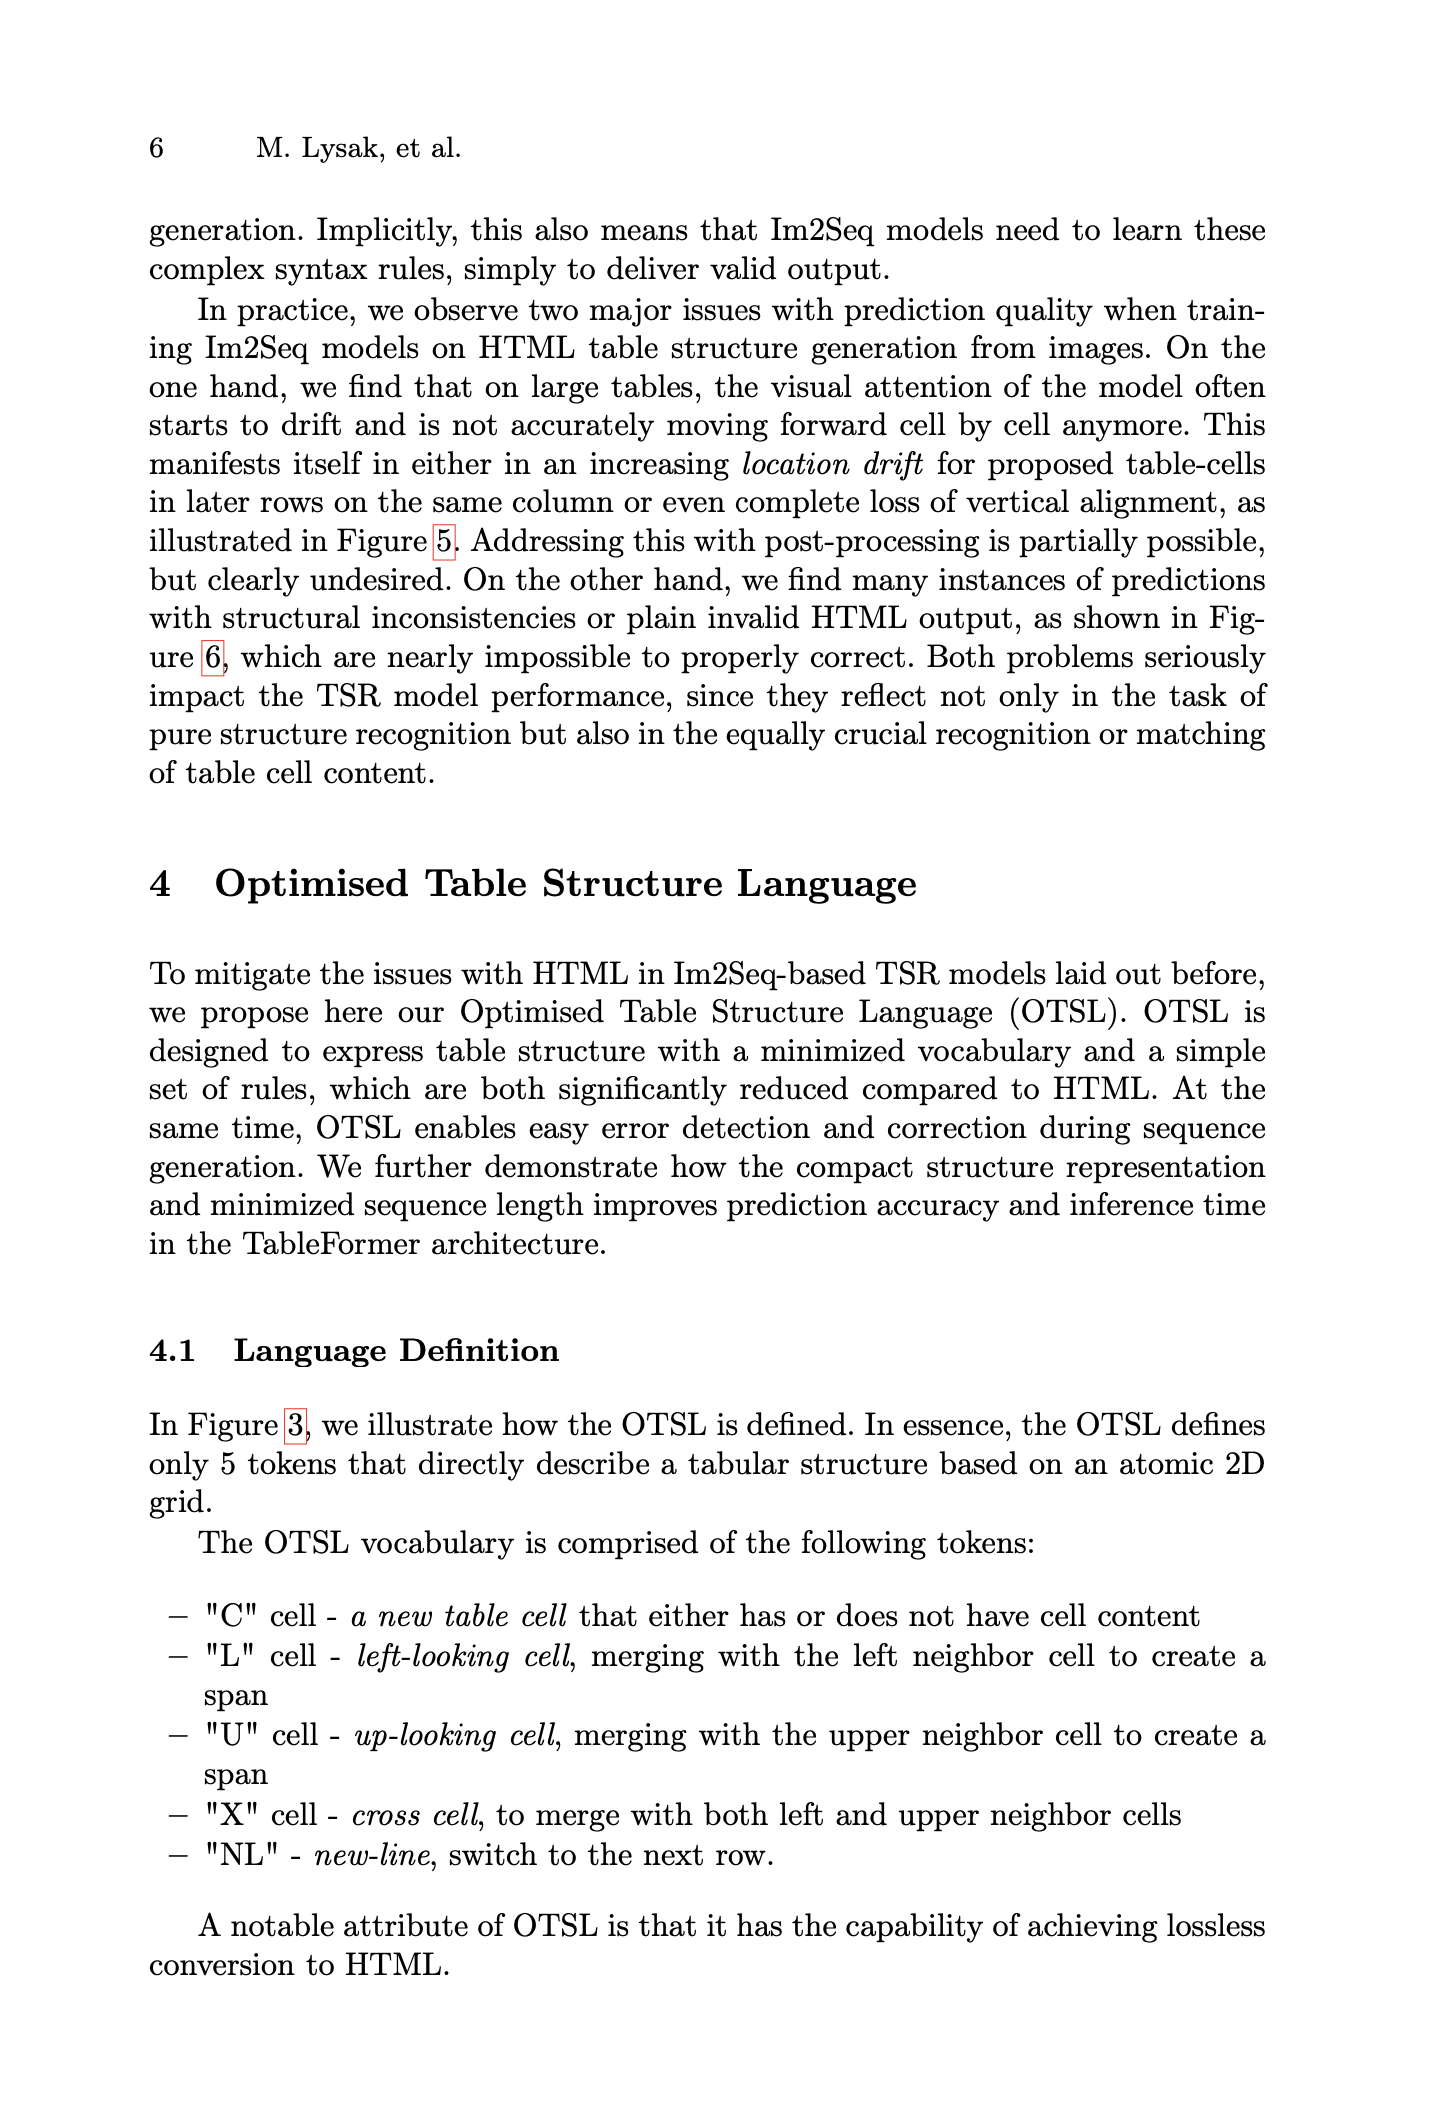 6 M. Lysak, et al.
generation. Implicitly, this also means that Im2Seq models need to learn these
complex syntax rules, simply to deliver valid output.
In practice, we observe two major issues with prediction quality when train-
ing Im2Seq models on HTML table structure generation from images. On the
one hand, we find that on large tables, the visual attention of the model often
starts to drift and is not accurately moving forward cell by cell anymore. This
manifests itself in either in an increasing location drift for proposed table-cells
in later rows on the same column or even complete loss of vertical alignment, as
illustrated in Figure 5. Addressing this with post-processing is partially possible,
but clearly undesired. On the other hand, we find many instances of predictions
with structural inconsistencies or plain invalid HTML output, as shown in Fig-
ure 6, which are nearly impossible to properly correct. Both problems seriously
impact the TSR model performance, since they reflect not only in the task of
pure structure recognition but also in the equally crucial recognition or matching
of table cell content.
4 Optimised Table Structure Language
To mitigate the issues with HTML in Im2Seq-based TSR models laid out before,
we propose here our Optimised Table Structure Language (OTSL). OTSL is
designed to express table structure with a minimized vocabulary and a simple
set of rules, which are both significantly reduced compared to HTML. At the
same time, OTSL enables easy error detection and correction during sequence
generation. We further demonstrate how the compact structure representation
and minimized sequence length improves prediction accuracy and inference time
in the TableFormer architecture.
4.1 Language Definition
In Figure 3, we illustrate how the OTSL is defined. In essence, the OTSL defines
only 5 tokens that directly describe a tabular structure based on an atomic 2D
grid.
The OTSL vocabulary is comprised of the following tokens:
– "C" cell - a new table cell that either has or does not have cell content
– "L" cell - left-looking cell, merging with the left neighbor cell to create a
span
– "U" cell - up-looking cell, merging with the upper neighbor cell to create a
span
– "X" cell - cross cell, to merge with both left and upper neighbor cells
– "NL" - new-line, switch to the next row.
A notable attribute of OTSL is that it has the capability of achieving lossless
conversion to HTML.